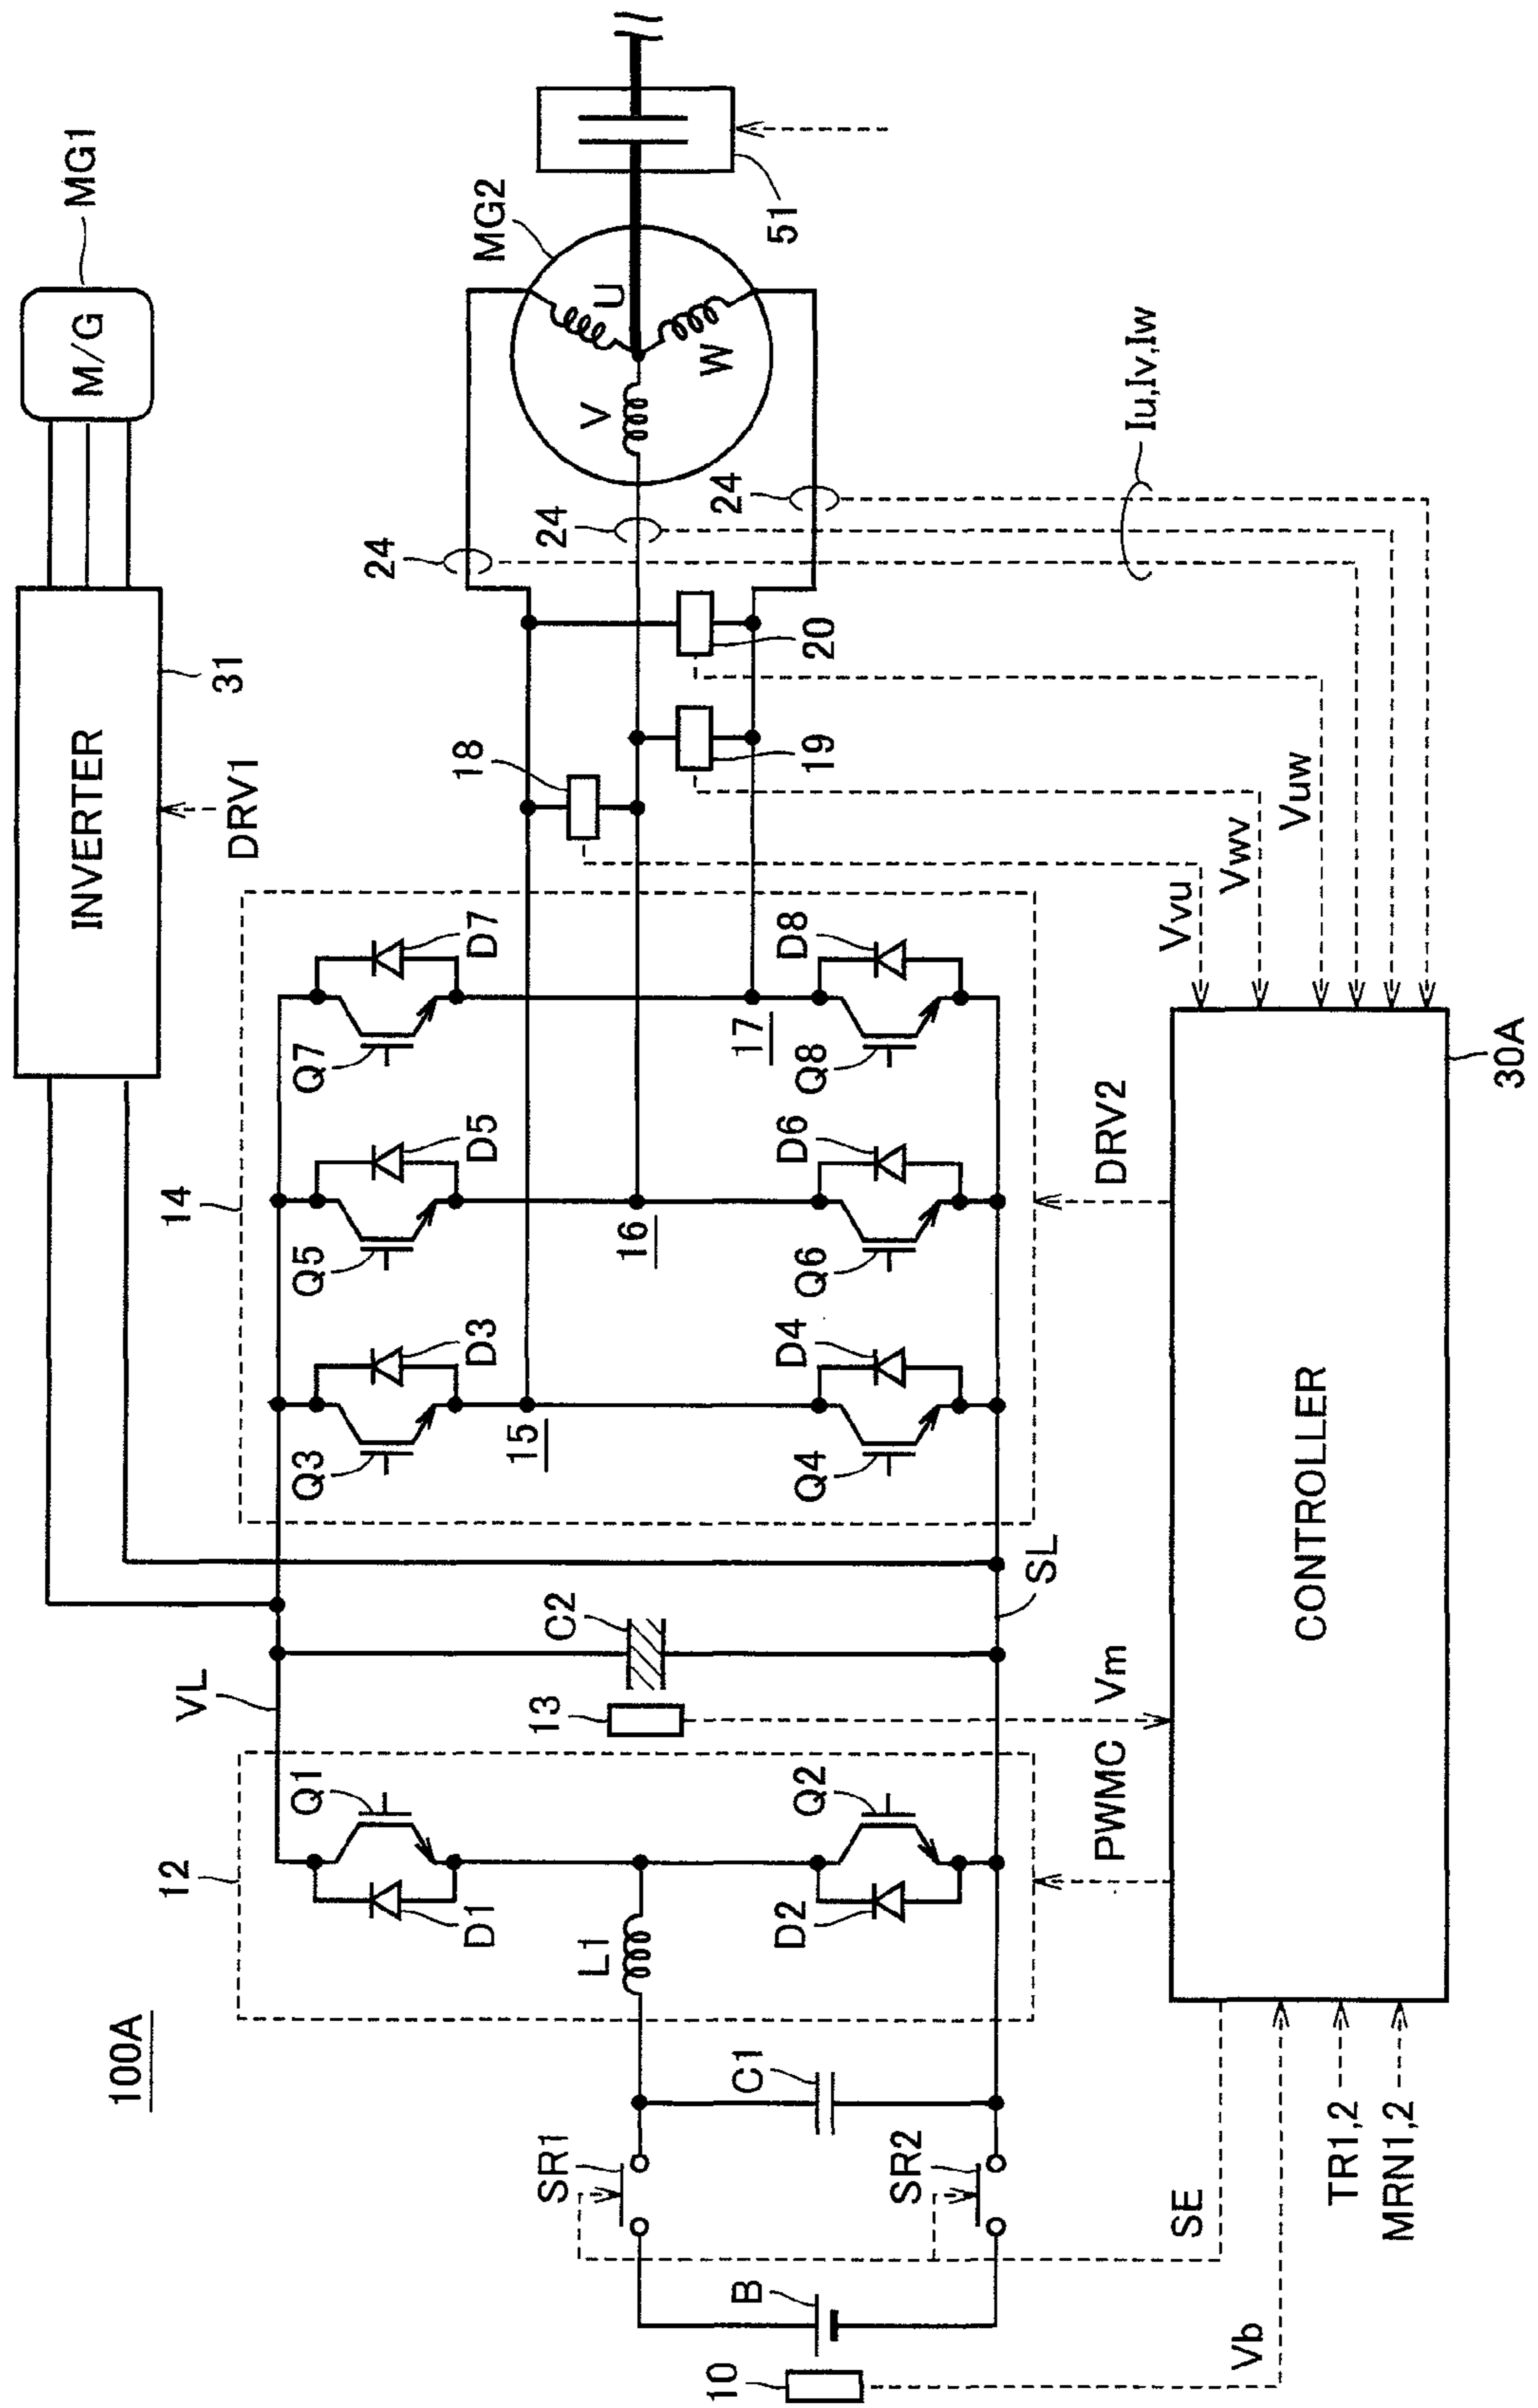 100A
MG1
M/G
INVERTER
31
DRV1
MG2
U
V
W
51
24
24
24
Iu,Iv,Iw
18
19
20
Vvu
Vwv
Vuw
14
Q3
D3
Q5
D5
Q7
D7
15
16
17
Q4
D4
Q6
D6
Q8
D8
VL
C2
13
SL
Vm
12
Q1
D1
Q2
D2
L1
PWMC
DRV2
C1
SR1
SR2
B
10
Vb
SE
TR1,2
MRN1,2
CONTROLLER
30A